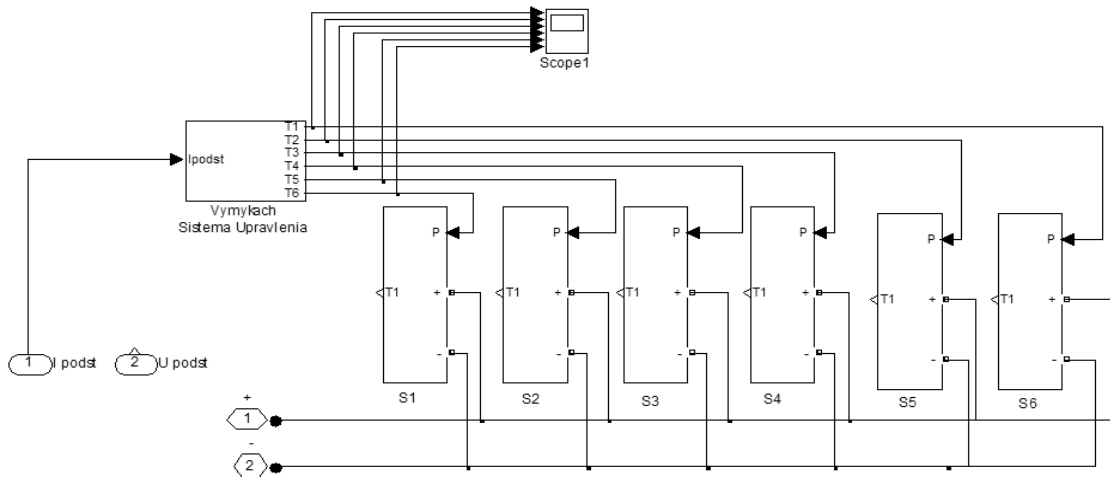 Scope1
T1
T2
T3
T4
T5
T6
Ipodst
Vymykach
Sistema Upravlenia
P
P
P
P
P
P
T1
+
T1
+
T1
+
T1
+
T1
+
T1
+
-
-
-
-
-
-
1
I podst
2
U podst
S1
S2
S3
S4
S5
S6
+
1
-
2